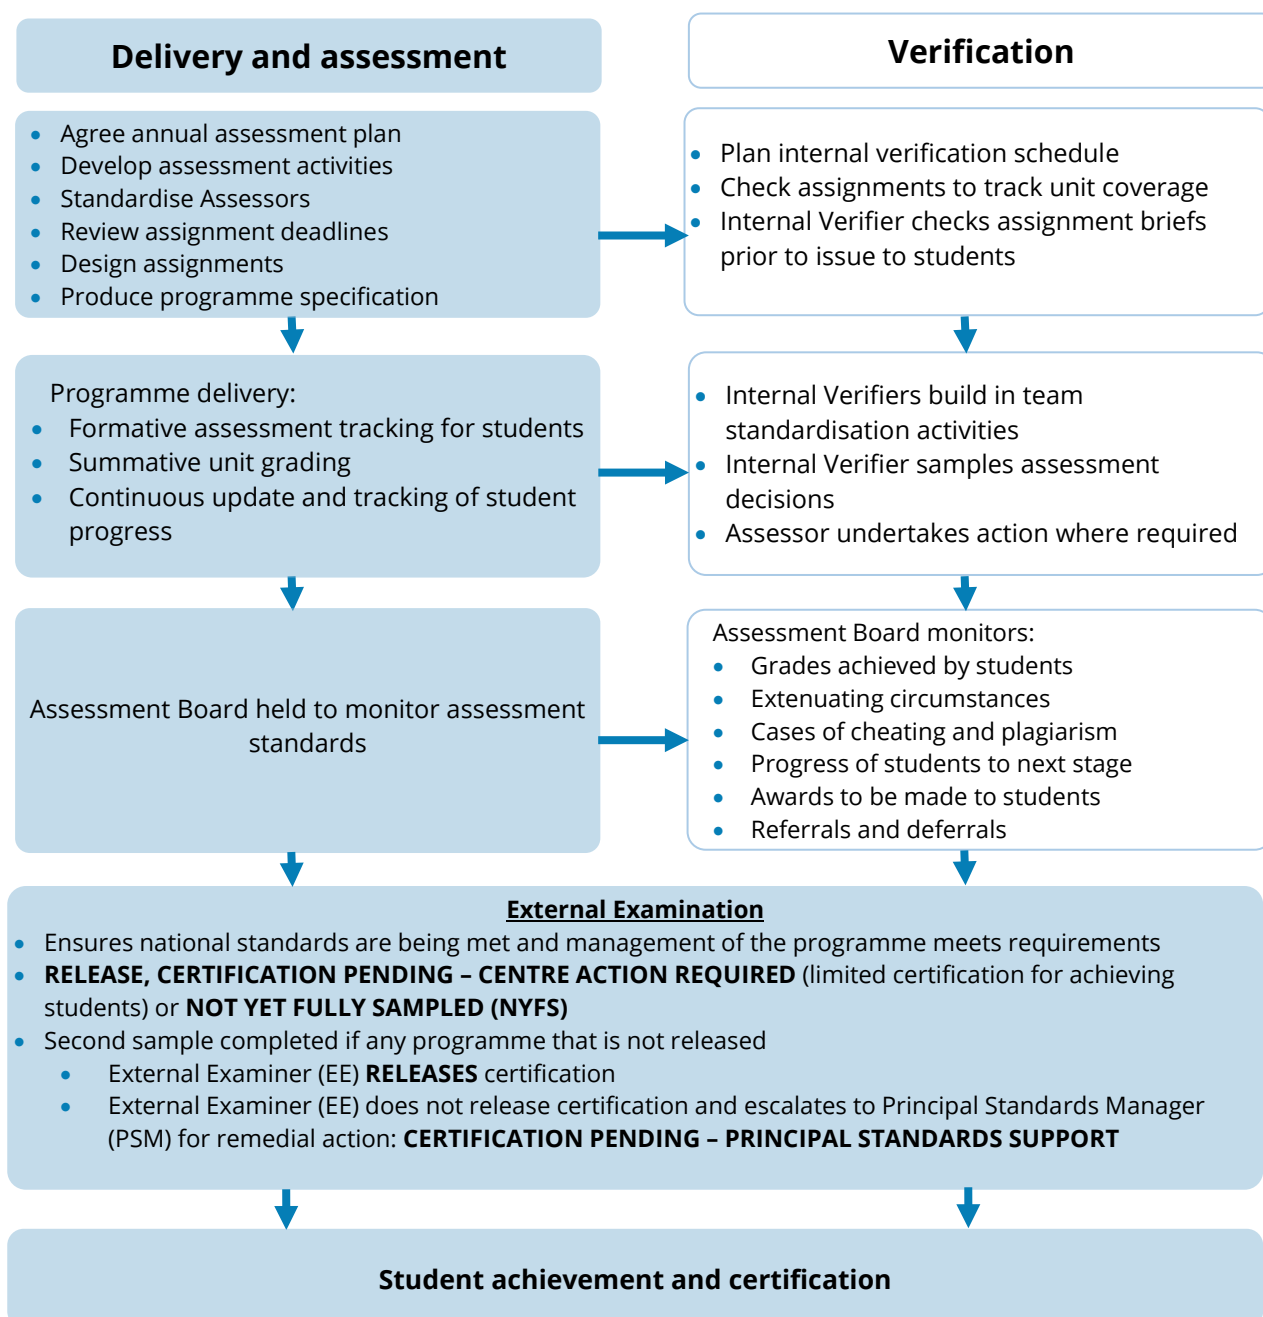 Delivery and assessment
Verification
• Agree annual assessment plan
• Develop assessment activities
• Standardise Assessors
• Review assignment deadlines
• Design assignments
• Produce programme specification
• Plan internal verification schedule
• Check assignments to track unit coverage
• Internal Verifier checks assignment briefs
prior to issue to students
Programme delivery:
• Formative assessment tracking for students
• Summative unit grading
• Continuous update and tracking of student
progress
• Internal Verifiers build in team
standardisation activities
• Internal Verifier samples assessment
decisions
• Assessor undertakes action where required
Assessment Board held to monitor assessment
standards
Assessment Board monitors:
• Grades achieved by students
• Extenuating circumstances
• Cases of cheating and plagiarism
• Progress of students to next stage
• Awards to be made to students
• Referrals and deferrals
External Examination
• Ensures national standards are being met and management of the programme meets requirements
• RELEASE, CERTIFICATION PENDING – CENTRE ACTION REQUIRED (limited certification for achieving
students) or NOT YET FULLY SAMPLED (NYFS)
• Second sample completed if any programme that is not released
• External Examiner (EE) RELEASES certification
• External Examiner (EE) does not release certification and escalates to Principal Standards Manager
(PSM) for remedial action: CERTIFICATION PENDING – PRINCIPAL STANDARDS SUPPORT
Student achievement and certification